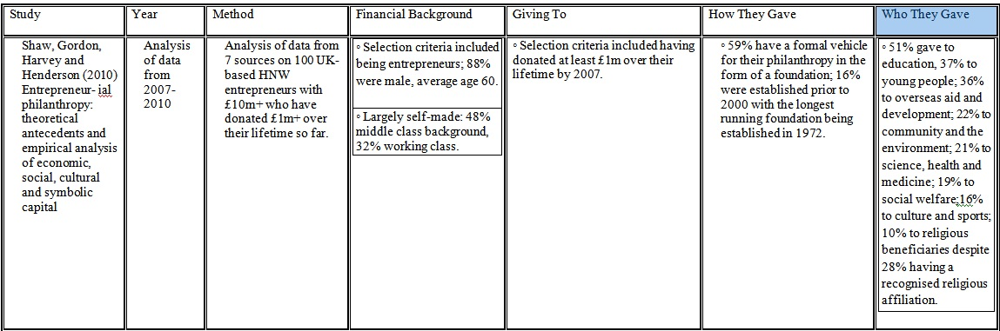 Study
Year
Method
Financial Background
Giving To
How They Gave
Who They Gave
Shaw, Gordon,
Harvey and
Henderson (2010)
Entrepreneur- ial
philanthropy:
theoretical
antecedents and
empirical analysis
of economic,
social, cultural
and symbolic
capital
Analysis
of data
from
2007-
2010
Analysis of data from
7 sources on 100 UK-
based HNW
entrepreneurs with
£10m+ who have
donated £1m+ over
their lifetime so far.
° Selection criteria included
being entrepreneurs; 88%
were male, average age 60.
° Largely self-made: 48%
middle class background,
32% working class.
° Selection criteria included having
donated at least £1m over their
lifetime by 2007.
° 59% have a formal vehicle
for their philanthropy in the
form of a foundation; 16%
were established prior to
2000 with the longest
running foundation being
established in 1972.
° 51% gave to
education, 37% to
young people; 36%
to overseas aid and
development; 22% to
community and the
environment; 21% to
science, health and
medicine; 19% to
social welfare;16%
to culture and sports;
10% to religious
beneficiaries despite
28% having a
recognised religious
affiliation.